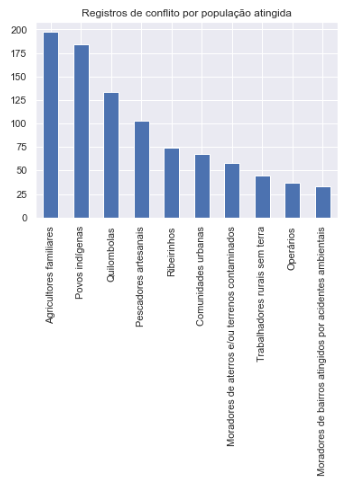 Registros de conflito por população atingida
200
175
150
125
100
75
50
25
0
Agricultores familiares
Povos indígenas
Quilombolas
Pescadores artesanais
Ribeirinhos
Comunidades urbanas
Moradores de aterros e/ou terrenos contaminados
Trabalhadores rurais sem terra
Operários
Moradores de bairros atingidos por acidentes ambientais